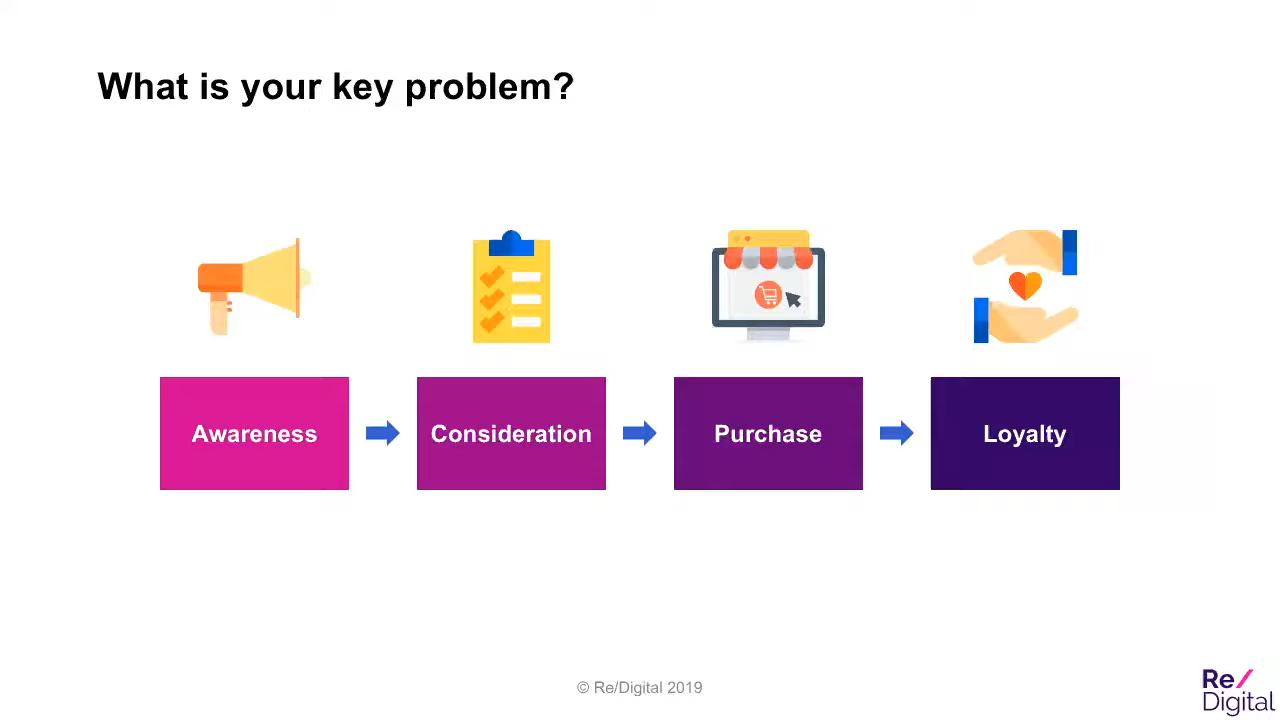 What is your key problem?
Awareness
Consideration
Purchase
Loyalty
© Re/Digital 2019
Re/
Digital